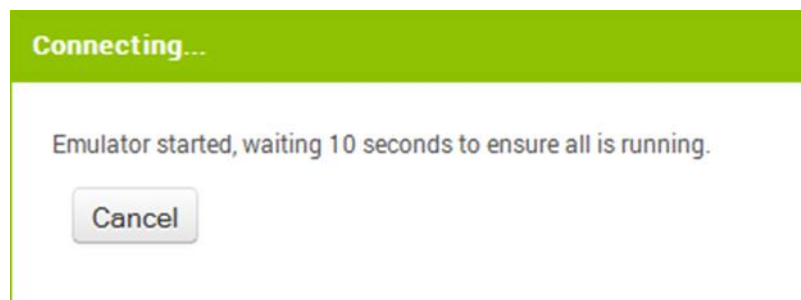 Connecting...
Emulator started, waiting 10 seconds to ensure all is running.
Cancel